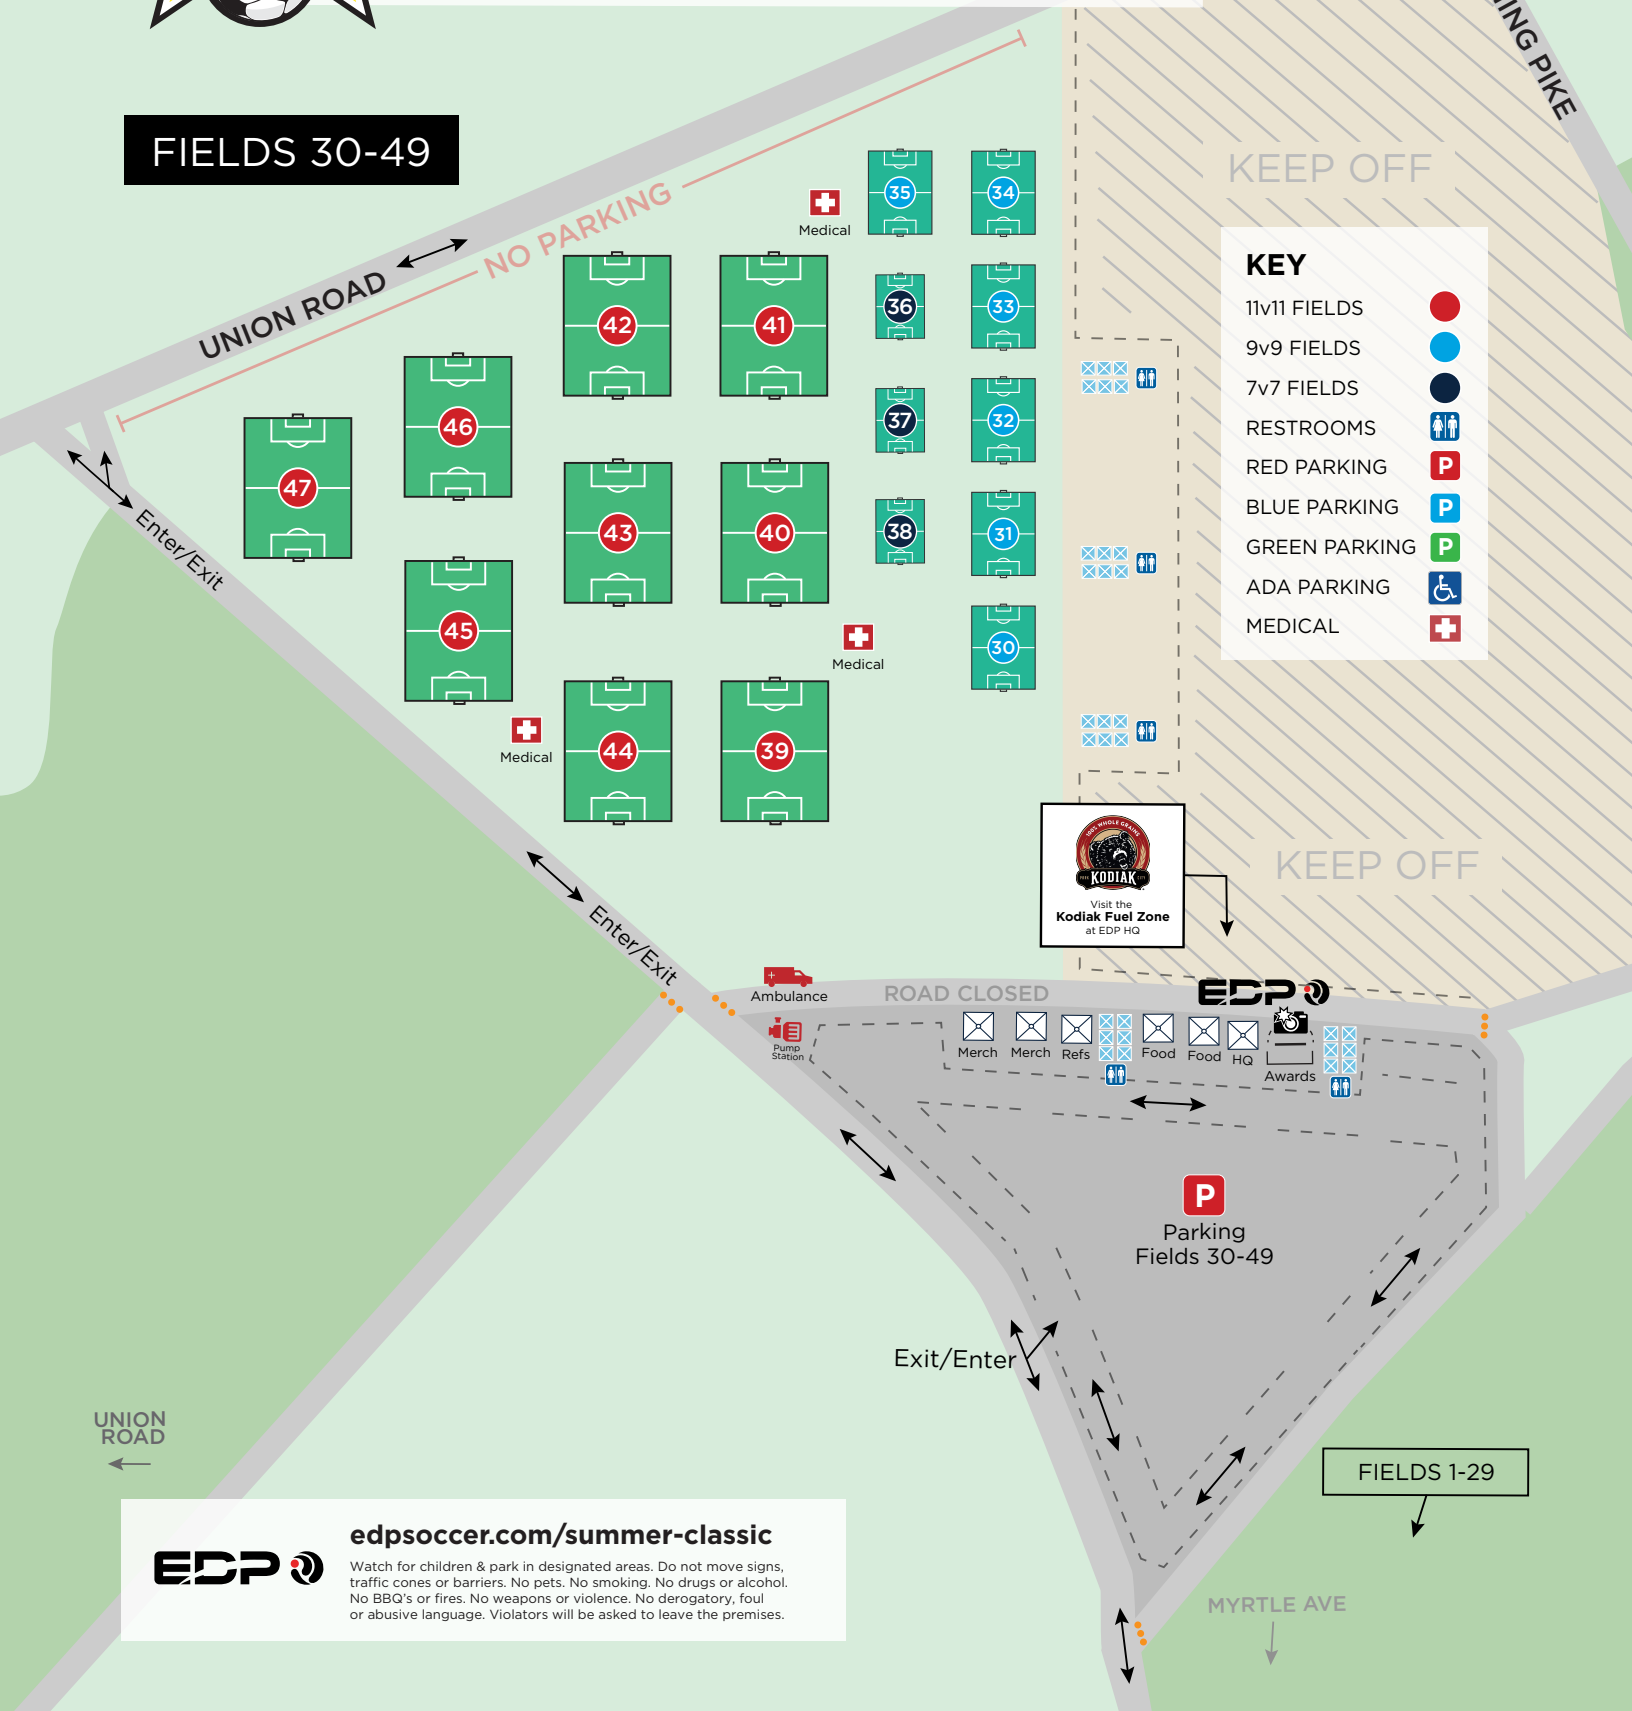 ING PIKE
FIELDS 30-49
KEEP OFF
NO PARKING
UNION ROAD
Medical
35
34
42
41
36
33
46
37
32
47
43
40
38
31
45
30
Medical
44
39
Medical
KEY
11v11 FIELDS
9v9 FIELDS
7v7 FIELDS
RESTROOMS
RED PARKING P
BLUE PARKING P
GREEN PARKING P
ADA PARKING
MEDICAL
Enter/Exit
KEEP OFF
100% WHOLE GRAINS
KODIAK
Visit the
Kodiak Fuel Zone
at EDP HQ
Enter/Exit
Ambulance
ROAD CLOSED
EDP
Pump
Station
Merch
Merch
Refs
Food
Food
HQ
Awards
P
Parking
Fields 30-49
Exit/Enter
UNION
ROAD
FIELDS 1-29
MYRTLE AVE
EDP
edpsoccer.com/summer-classic
Watch for children & park in designated areas. Do not move signs,
traffic cones or barriers. No pets. No smoking. No drugs or alcohol.
No BBQ's or fires. No weapons or violence. No derogatory, foul
or abusive language. Violators will be asked to leave the premises.